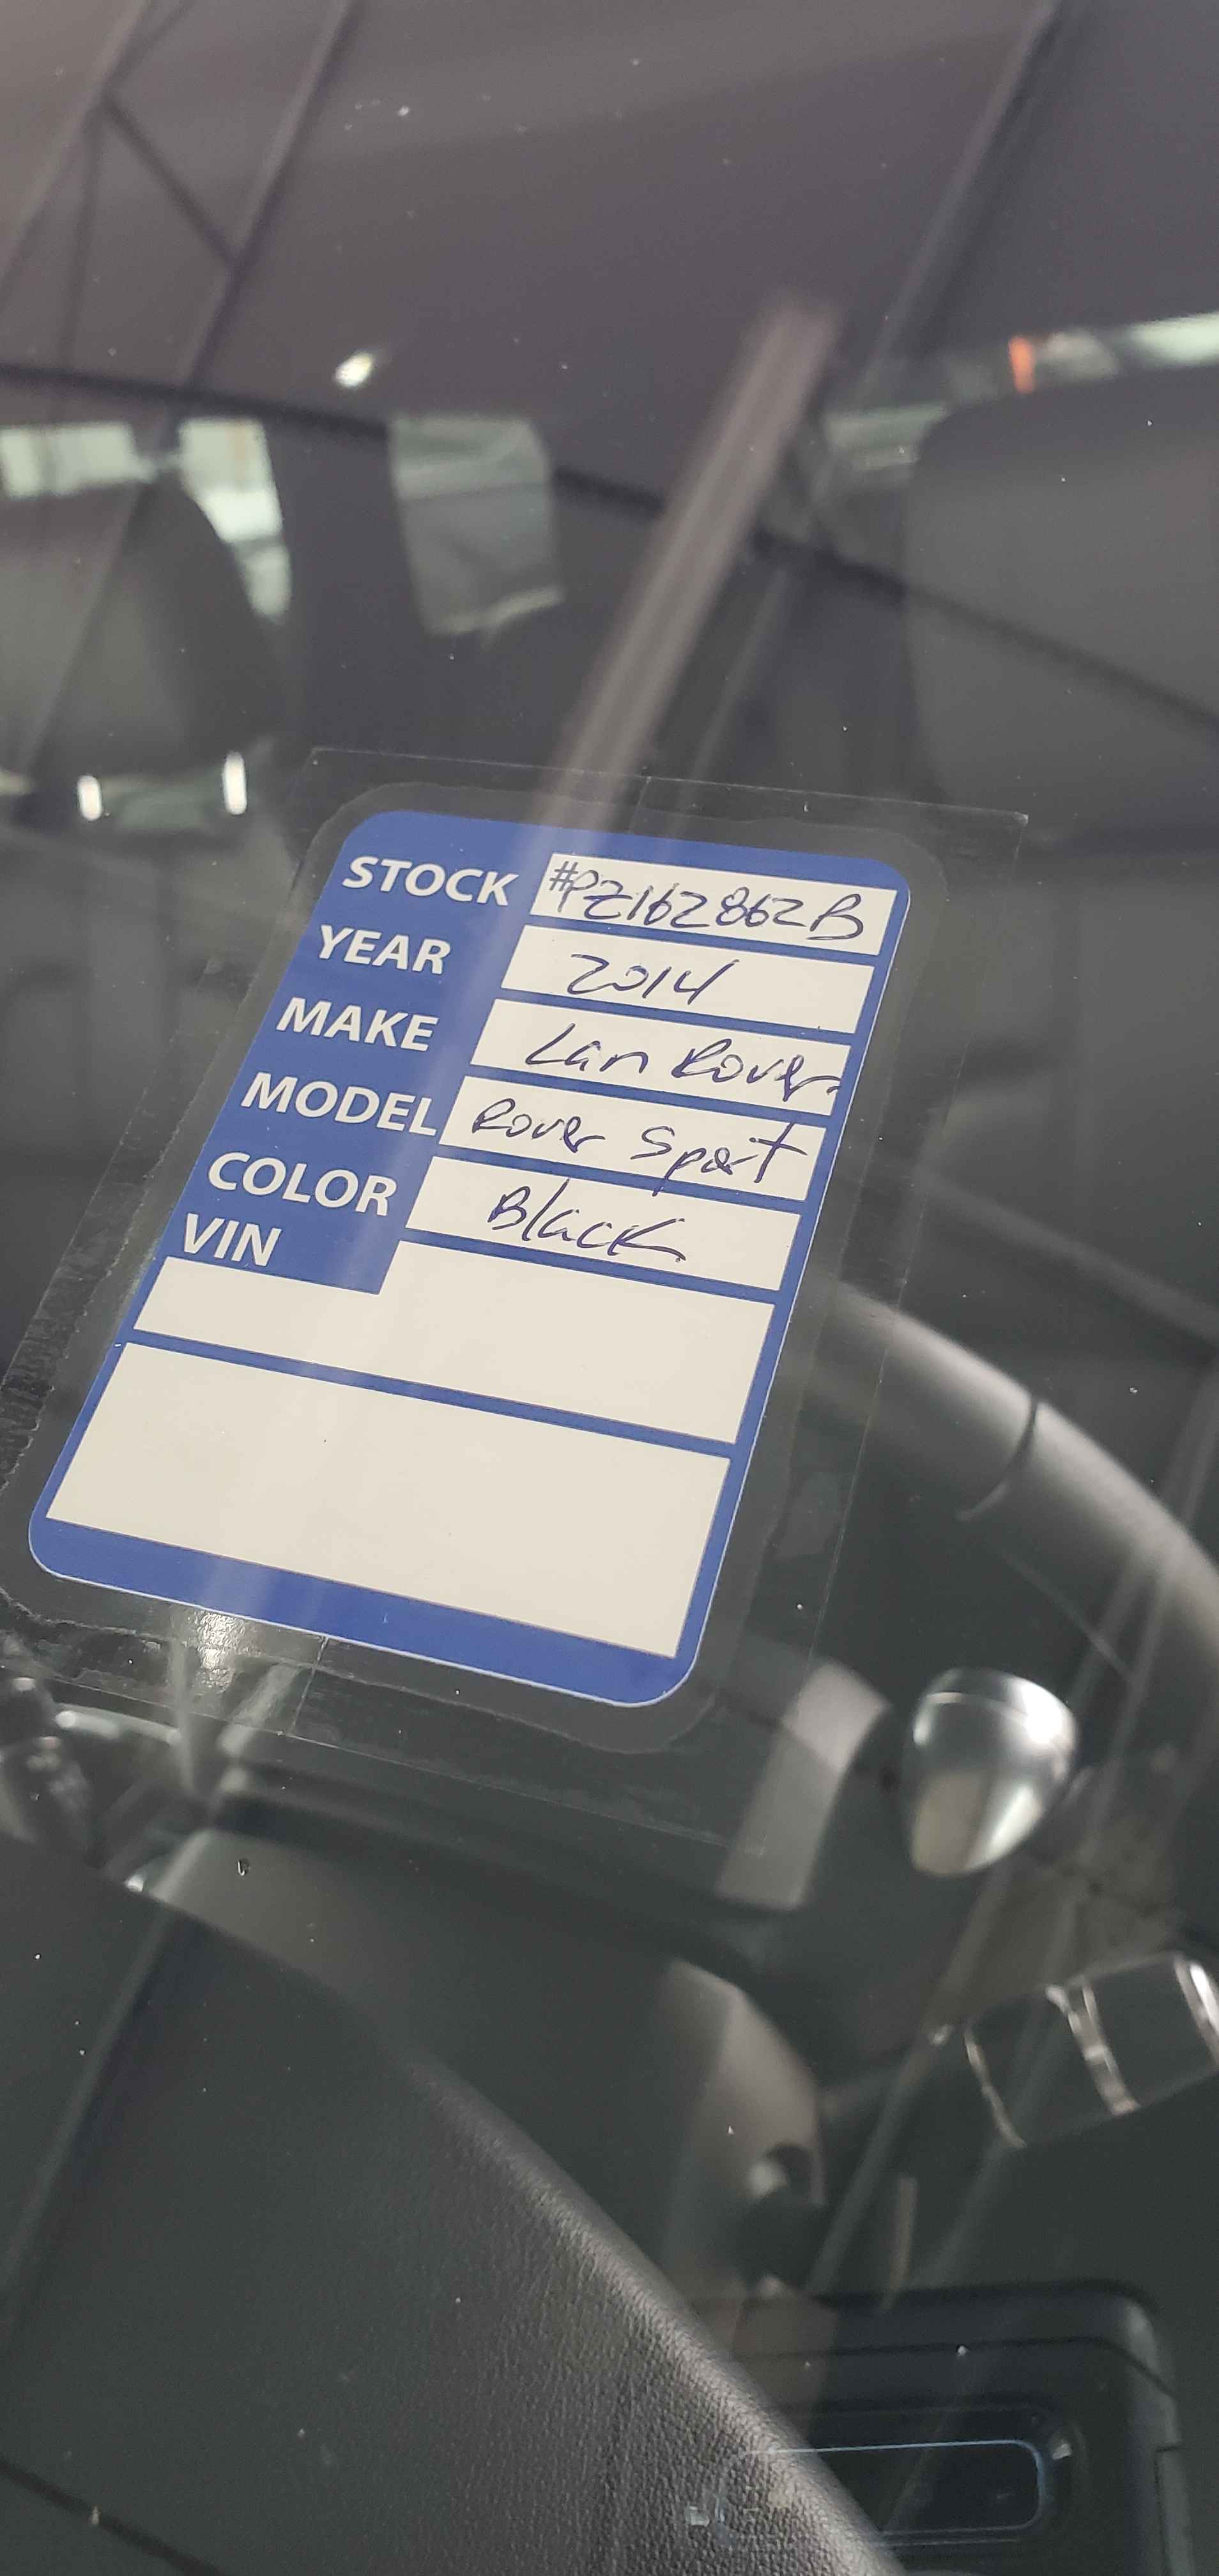 STOCK #PZ162862B
YEAR 2014
MAKE Lan Rover
MODEL Rover Sport
COLOR Black
VIN